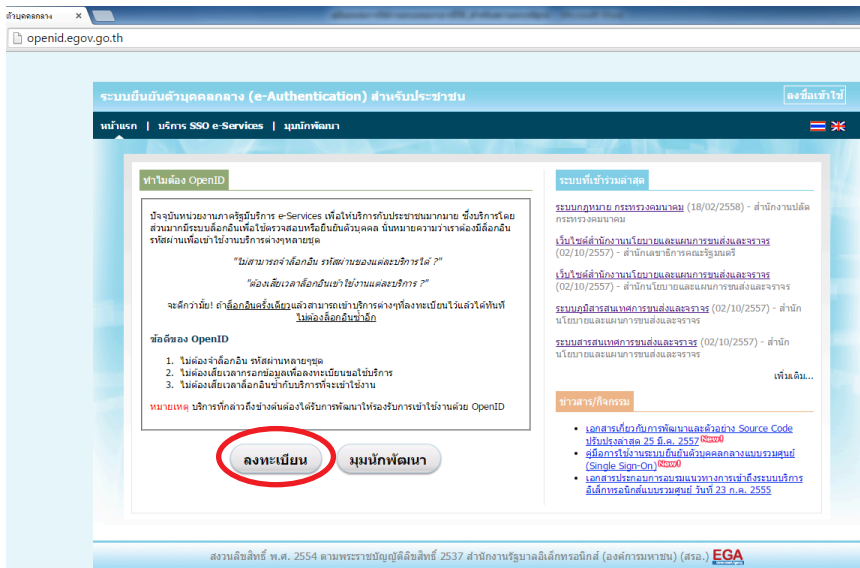 ตัวบุคคลกลาง ×
openid.egov.go.th
ระบบยืนยันตัวบุคคลกลาง (e-Authentication) สำหรับประชาชน
ลงชื่อเข้าใช้
หน้าแรก | บริการ SSO e-Services | มุมนักพัฒนา
ทำไมต้อง OpenID
ปัจจุบันหน่วยงานภาครัฐมีบริการ e-Services เพื่อให้บริการกับประชาชนมากมาย ซึ่งบริการโดย
ส่วนมากมีระบบล็อกอินเพื่อใช้ตรวจสอบหรือยืนยันตัวบุคคล นั่นหมายความว่าเราต้องมีล็อกอิน
รหัสผ่านเพื่อเข้าใช้งานบริการต่างๆหลายชุด
"ไม่สามารถจำล็อกอิน รหัสผ่านของแต่ละบริการได้ ?"
"ต้องเสียเวลาล็อกอินเข้าใช้งานแต่ละบริการ ?"
จะดีกว่ามั้ย! ถ้าล็อกอินครั้งเดียวแล้วสามารถเข้าบริการต่างๆที่ลงทะเบียนไว้แล้วได้ทันที
ไม่ต้องล็อกอินซ้ำอีก
ข้อดีของ OpenID
1. ไม่ต้องจำล็อกอิน รหัสผ่านหลายๆชุด
2. ไม่ต้องเสียเวลากรอกข้อมูลเพื่อลงทะเบียนขอใช้บริการ
3. ไม่ต้องเสียเวลาล็อกอินซ้ำกับบริการที่จะเข้าใช้งาน
หมายเหตุ บริการที่กล่าวถึงข้างต้นต้องได้รับการพัฒนาให้รองรับการเข้าใช้งานด้วย OpenID
ลงทะเบียน
มุมนักพัฒนา
ระบบที่เข้าร่วมล่าสุด
ระบบกฎหมาย กระทรวงคมนาคม (18/02/2558) - สำนักงานปลัด
กระทรวงคมนาคม
เว็บไซต์สำนักงานนโยบายและแผนการขนส่งและจราจร
(02/10/2557) - สำนักเลขาธิการคณะรัฐมนตรี
เว็บไซต์สำนักงานนโยบายและแผนการขนส่งและจราจร
(02/10/2557) - สำนักนโยบายและแผนการขนส่งและจราจร
ระบบภูมิสารสนเทศการขนส่งและจราจร (02/10/2557) - สำนัก
นโยบายและแผนการขนส่งและจราจร
ระบบสารสนเทศการขนส่งและจราจร (02/10/2557) - สำนัก
นโยบายและแผนการขนส่งและจราจร
เพิ่มเติม...
ข่าวสาร/กิจกรรม
• เอกสารเกี่ยวกับการพัฒนาและตัวอย่าง Source Code
ปรับปรุงล่าสุด 25 มี.ค. 2557 New!
• คู่มือการใช้งานระบบยืนยันตัวบุคคลกลางแบบรวมศูนย์
(Single Sign-On) New!
• เอกสารประกอบการอบรมแนวทางการเข้าถึงระบบบริการ
อิเล็กทรอนิกส์แบบรวมศูนย์ วันที่ 23 ก.ค. 2555
สงวนลิขสิทธิ์ พ.ศ. 2554 ตามพระราชบัญญัติลิขสิทธิ์ 2537 สำนักงานรัฐบาลอิเล็กทรอนิกส์ (องค์การมหาชน) (สรอ.) EGA